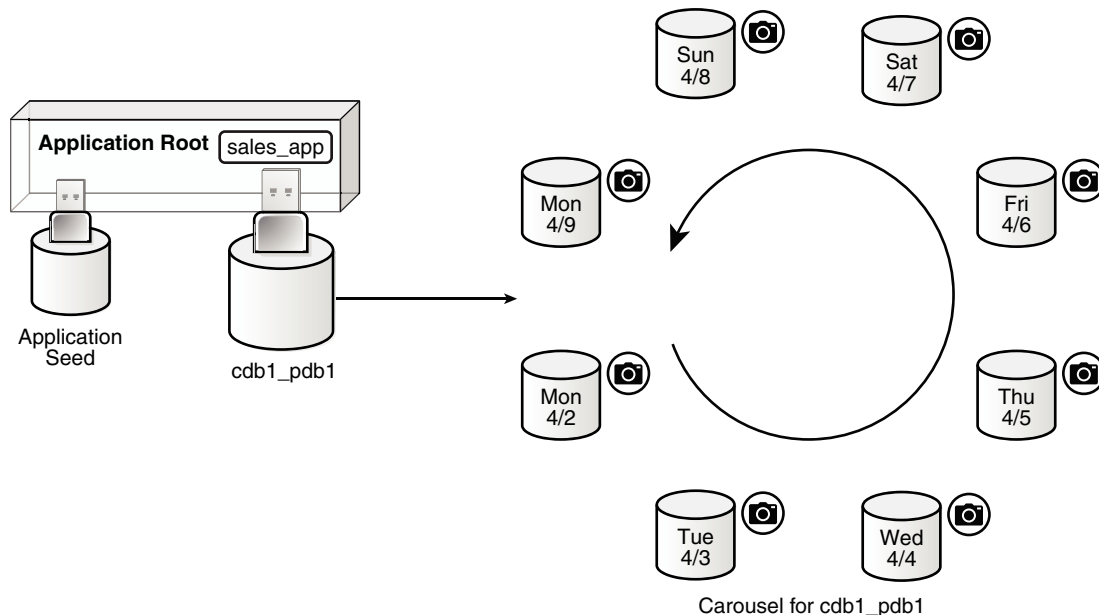 Application Root
sales_app
Application
Seed
cdb1_pdb1
Sun
4/8
Sat
4/7
Mon
4/9
Fri
4/6
Mon
4/2
Thu
4/5
Tue
4/3
Wed
4/4
Carousel for cdb1_pdb1